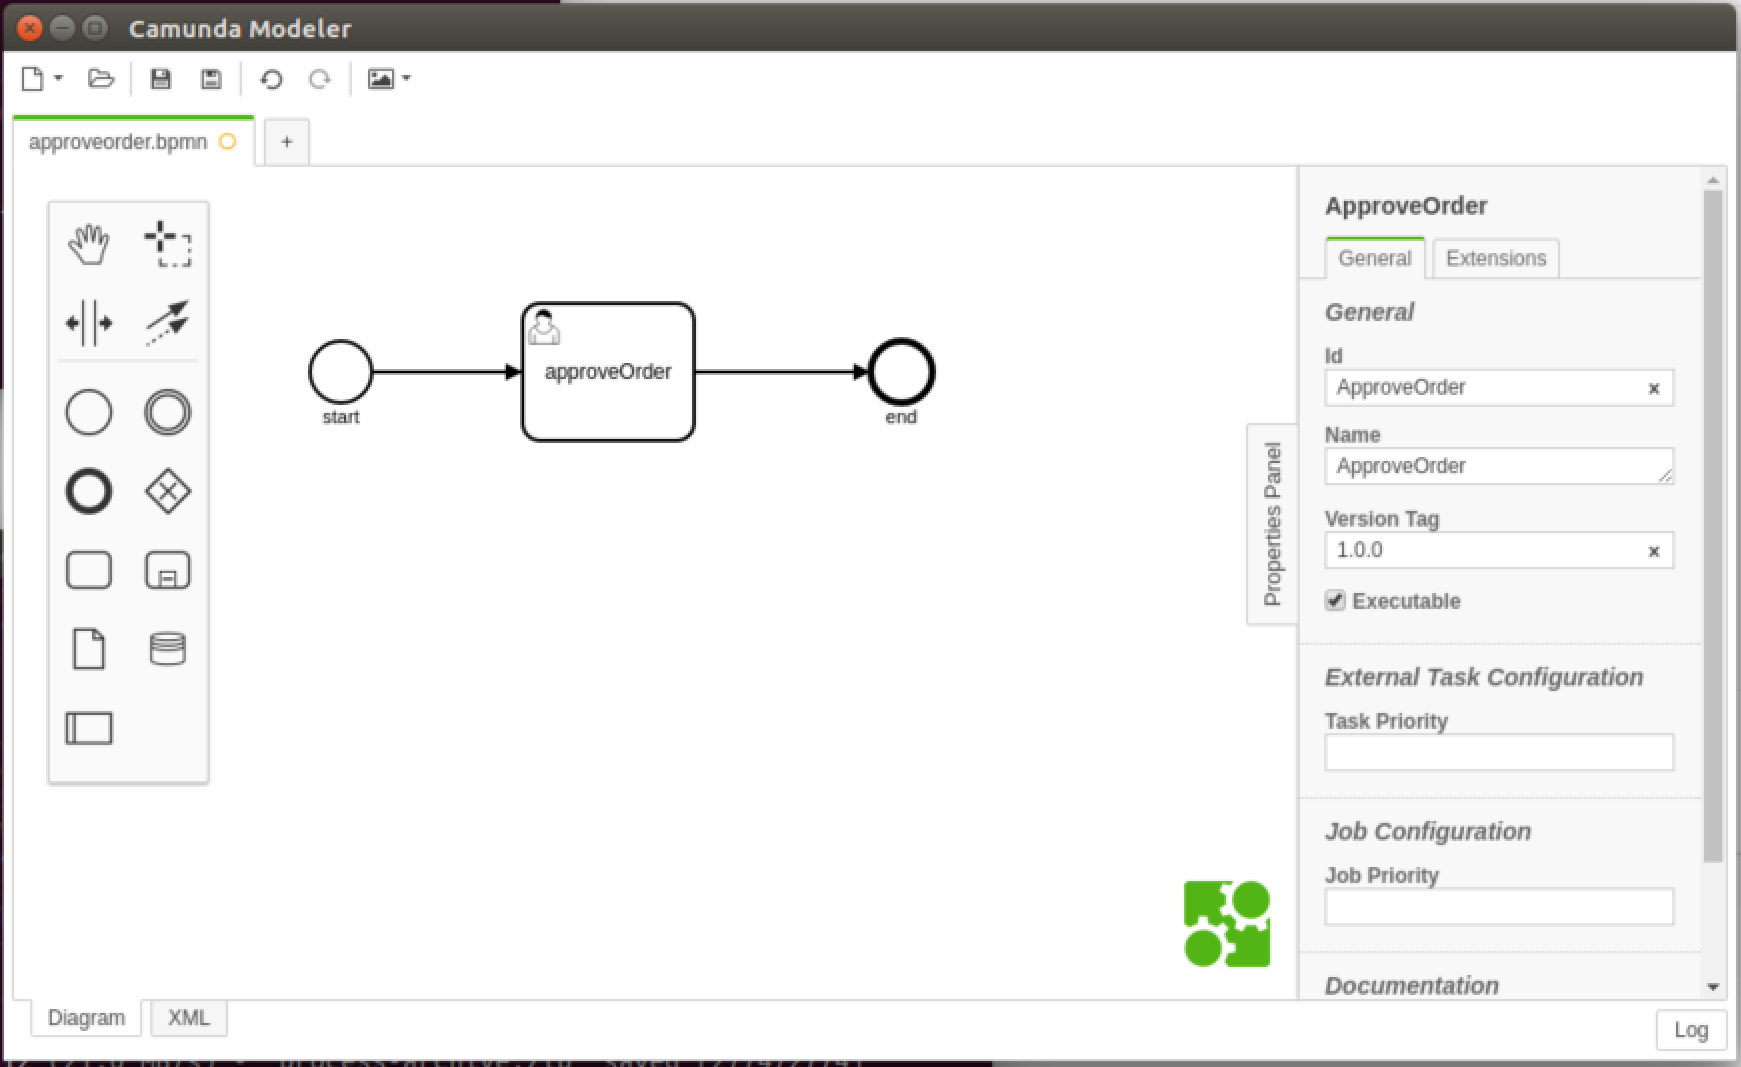 Camunda Modeler
approveorder.bpmn
+
start
approveOrder
end
Properties Panel
ApproveOrder
General Extensions
General
Id
ApproveOrder
Name
ApproveOrder
Version Tag
1.0.0
Executable
External Task Configuration
Task Priority
Job Configuration
Job Priority
Documentation
Diagram XML
Log